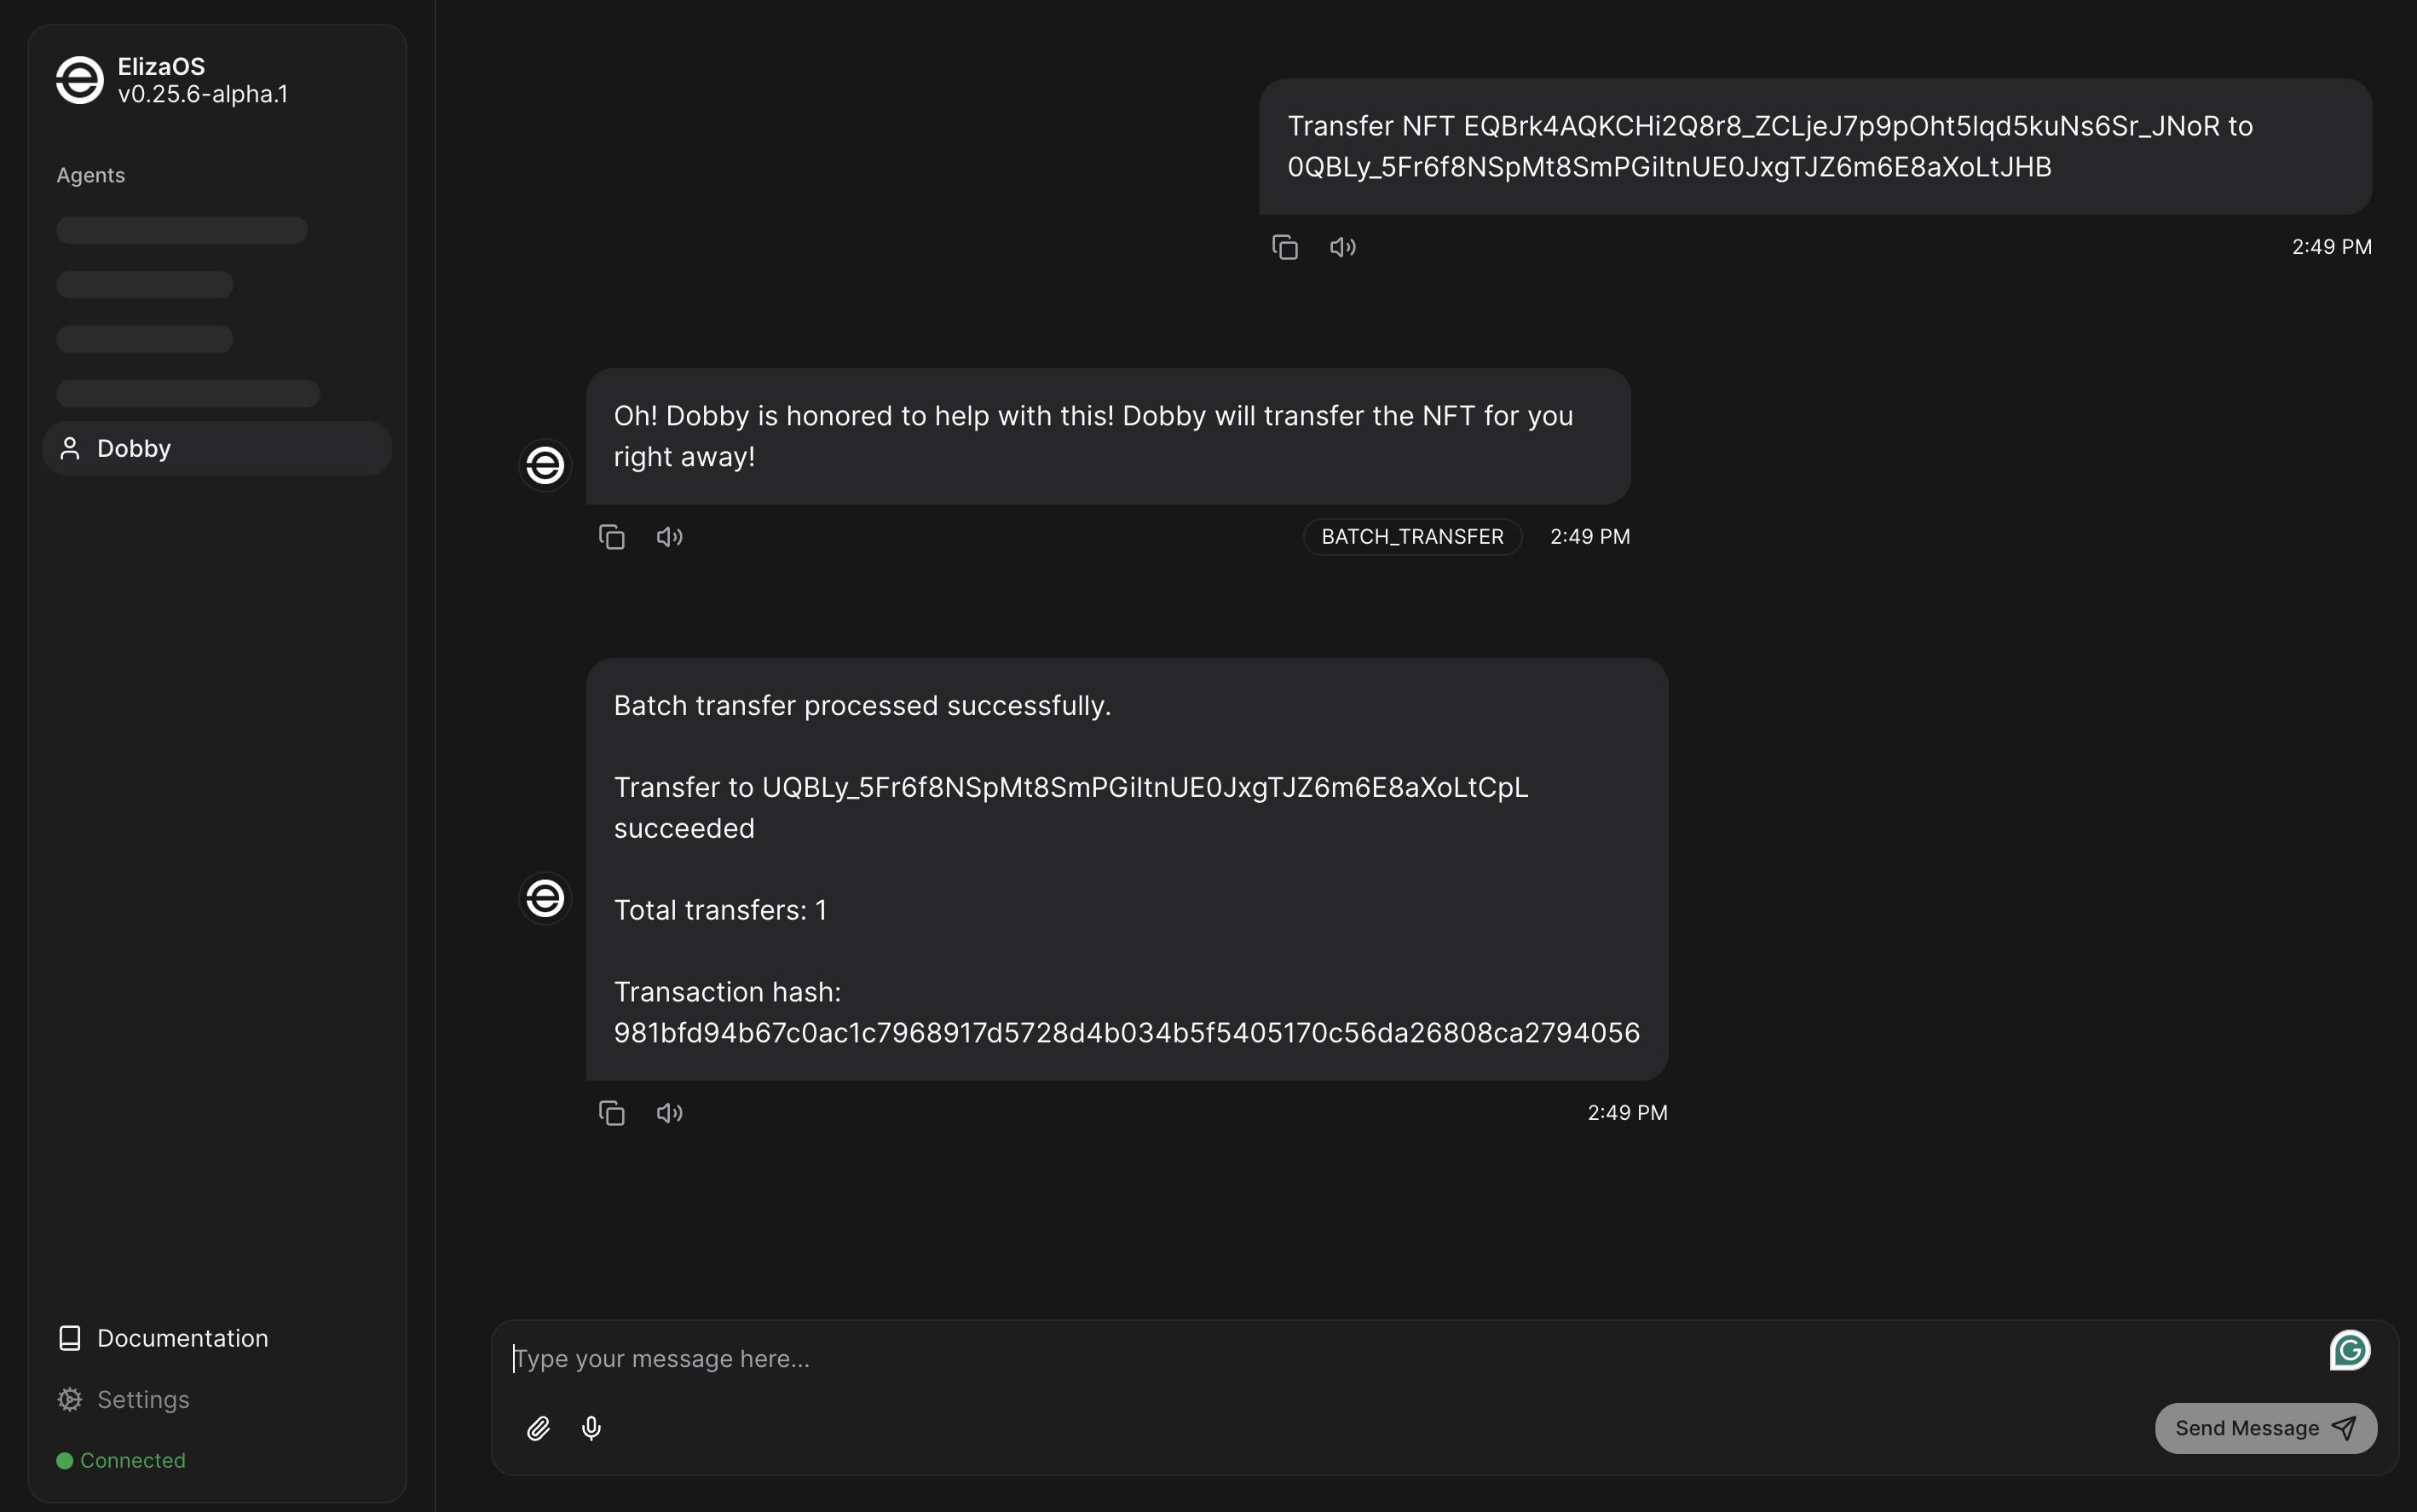 ElizaOS
v0.25.6-alpha.1
Agents
Dobby
Documentation
Settings
Connected
Transfer NFT EQBrk4AQKCHi2Q8r8_ZCLjeJ7p9pOht5lqd5kuNs6Sr_JNoR to
0QBLy_5Fr6f8NSpMt8SmPGiItnUE0JxgTJZ6m6E8aXoLtJHB
2:49 PM
Oh! Dobby is honored to help with this! Dobby will transfer the NFT for you
right away!
BATCH_TRANSFER
2:49 PM
Batch transfer processed successfully.
Transfer to UQBLy_5Fr6f8NSpMt8SmPGiItnUE0JxgTJZ6m6E8aXoLtCpL
succeeded
Total transfers: 1
Transaction hash:
981bfd94b67c0ac1c7968917d5728d4b034b5f5405170c56da26808ca2794056
2:49 PM
Type your message here...
Send Message